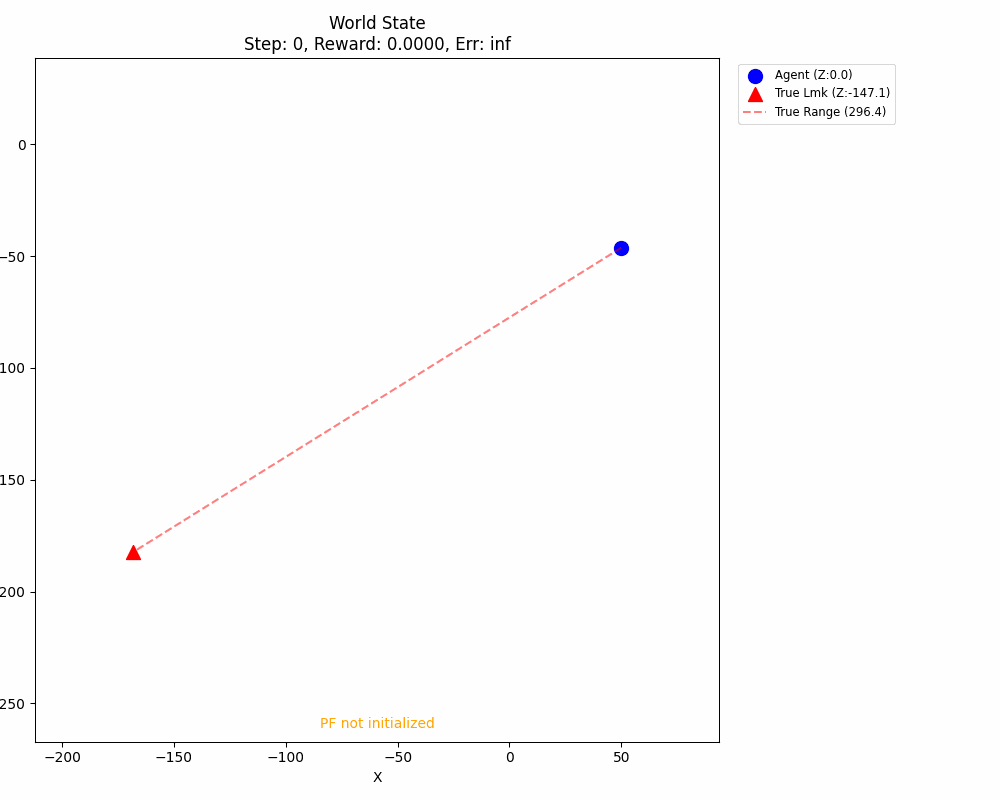 World State
Step: 0, Reward: 0.0000, Err: inf
Agent (Z:0.0)
True Lmk (Z:-147.1)
True Range (296.4)
0
−50
100
150
200
250
PF not initialized
−200
−150
−100
−50
0
50
X